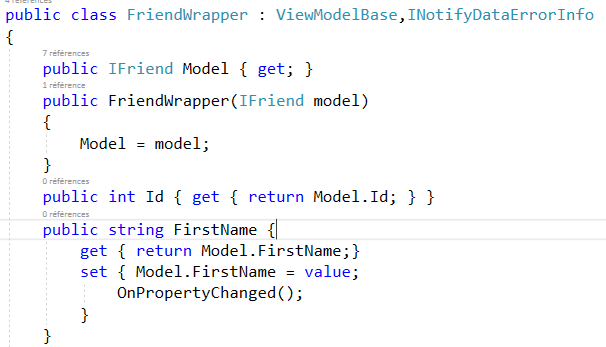 4 références
public class FriendWrapper : ViewModelBase,INotifyDataErrorInfo
{
7 références
public IFriend Model { get; }
1 référence
public FriendWrapper(IFriend model)
{
Model = model;
}
0 références
public int Id { get { return Model.Id; } }
0 références
public string FirstName {
get { return Model.FirstName;}
set { Model.FirstName = value;
OnPropertyChanged();
}
}